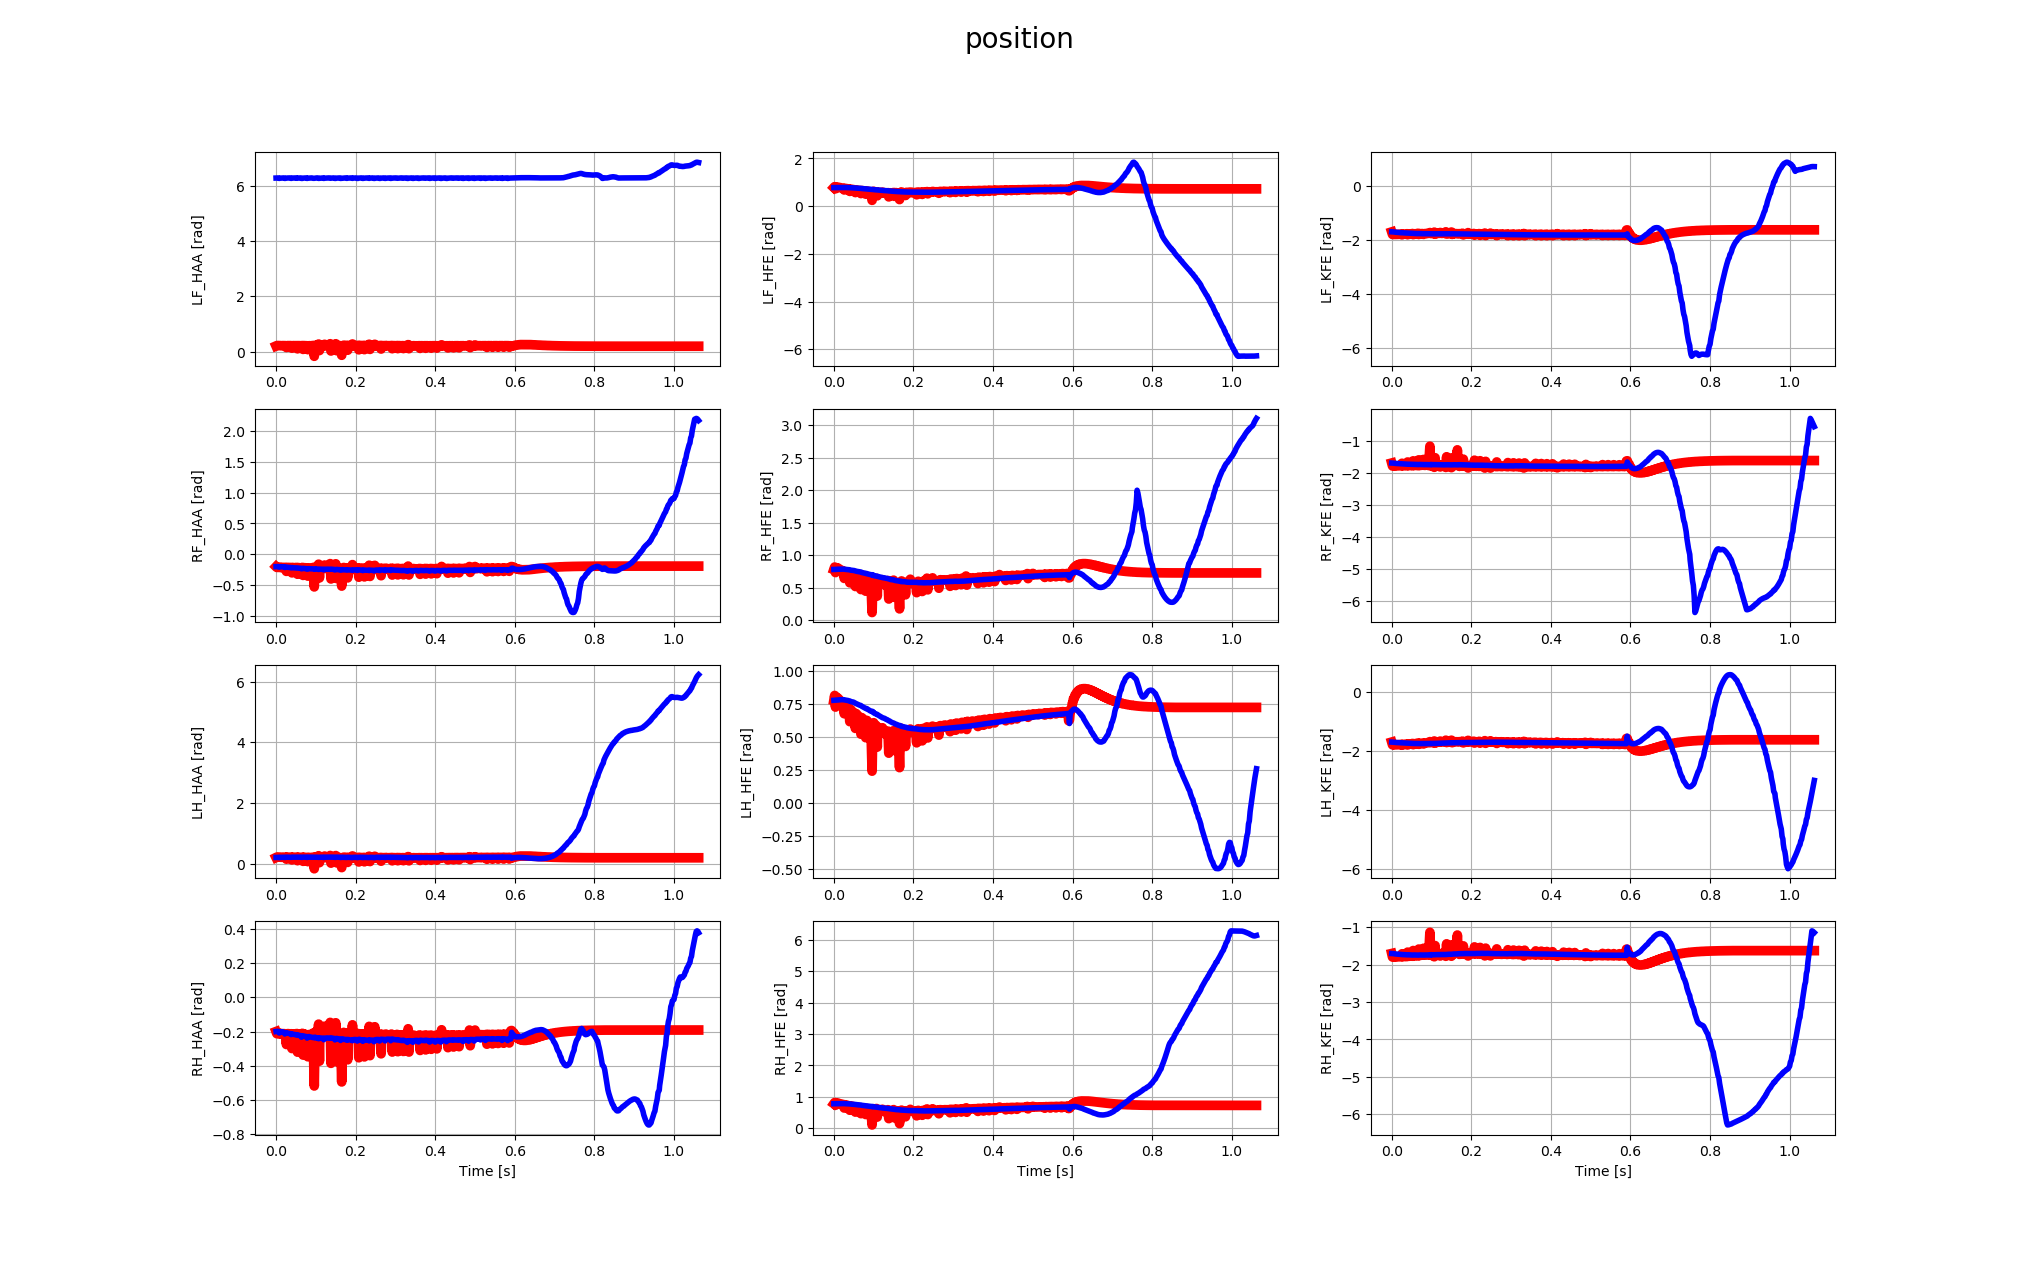 position
LF_HAA [rad]
6
4
2
0
0.0 0.2 0.4 0.6 0.8 1.0
LF_HFE [rad]
2
0
−2
−4
−6
0.0 0.2 0.4 0.6 0.8 1.0
LF_KFE [rad]
0
−2
−4
−6
0.0 0.2 0.4 0.6 0.8 1.0
RF_HAA [rad]
2.0
1.5
1.0
0.5
0.0
−0.5
−1.0
0.0 0.2 0.4 0.6 0.8 1.0
RF_HFE [rad]
3.0
2.5
2.0
1.5
1.0
0.5
0.0
0.0 0.2 0.4 0.6 0.8 1.0
RF_KFE [rad]
−1
−2
−3
−4
−5
−6
0.0 0.2 0.4 0.6 0.8 1.0
LH_HAA [rad]
6
4
2
0
0.0 0.2 0.4 0.6 0.8 1.0
LH_HFE [rad]
1.00
0.75
0.50
0.25
0.00
−0.25
−0.50
0.0 0.2 0.4 0.6 0.8 1.0
LH_KFE [rad]
0
−2
−4
−6
0.0 0.2 0.4 0.6 0.8 1.0
RH_HAA [rad]
0.4
0.2
0.0
−0.2
−0.4
−0.6
−0.8
0.0 0.2 0.4 0.6 0.8 1.0
Time [s]
RH_HFE [rad]
6
5
4
3
2
1
0
0.0 0.2 0.4 0.6 0.8 1.0
Time [s]
RH_KFE [rad]
−1
−2
−3
−4
−5
−6
0.0 0.2 0.4 0.6 0.8 1.0
Time [s]